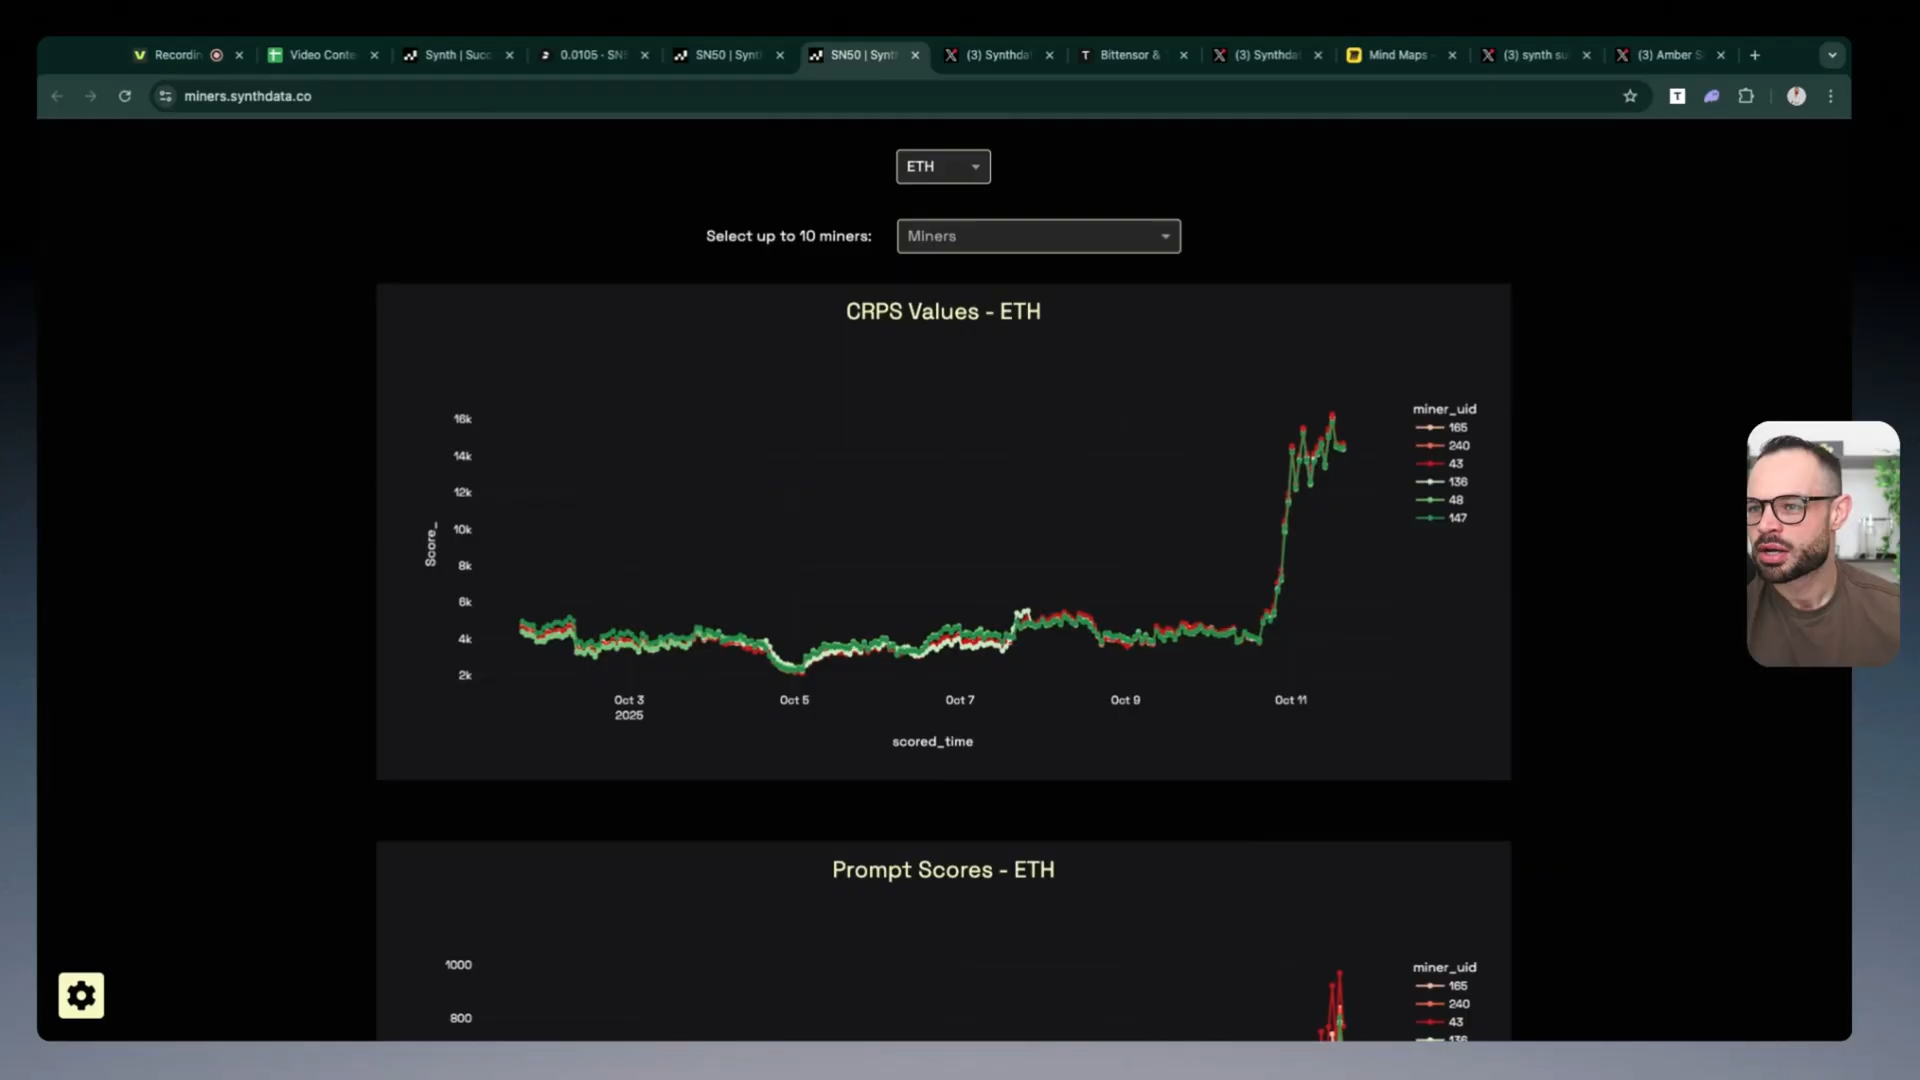 Recordin
Video Conte
Synth | Succ
0.0105 · SN
SN50 | Synt
SN50 | Synt
(3) Synthda
Bittensor &
(3) Synthda
Mind Maps
(3) synth su
(3) Amber S
miners.synthdata.co
ETH
Select up to 10 miners:
Miners
CRPS Values - ETH
16k
14k
12k
10k
8k
6k
4k
2k
Score_
Oct 3
2025
Oct 5
Oct 7
Oct 9
Oct 11
scored_time
miner_uid
165
240
43
136
48
147
Prompt Scores - ETH
1000
800
miner_uid
165
240
43
136